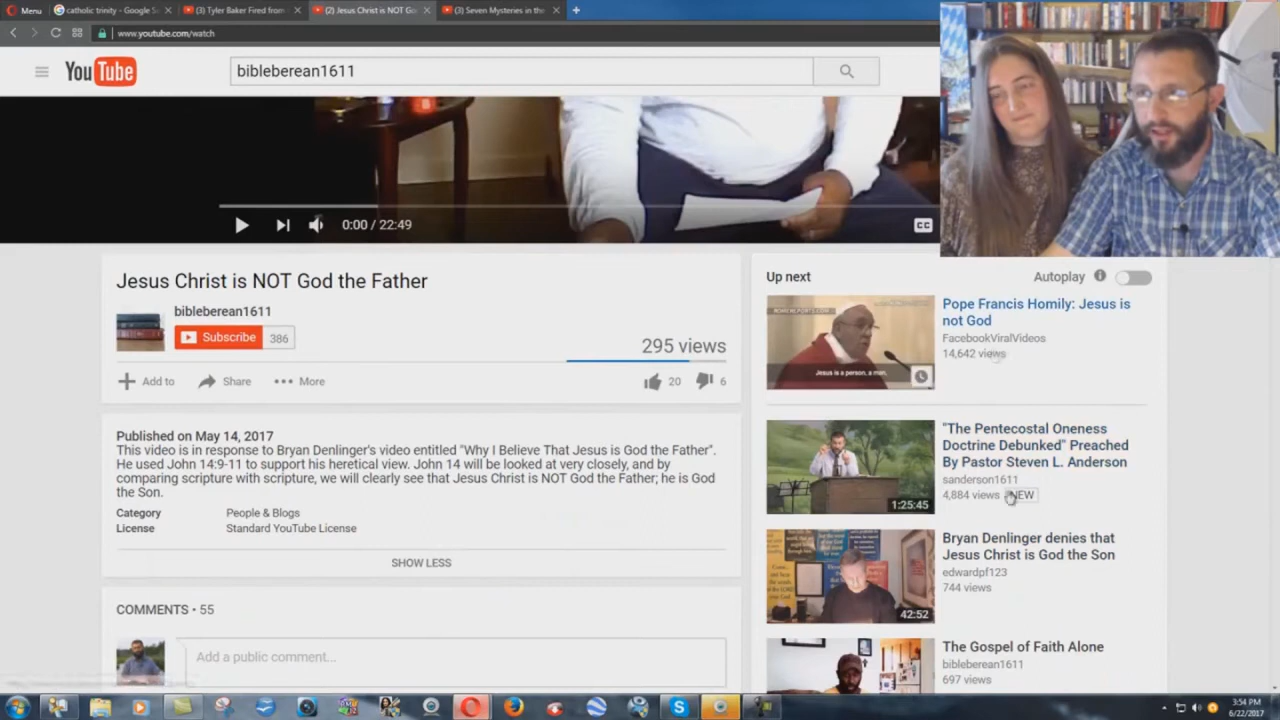 Menu
catholic trinity - Google S
(3) Tyler Baker Fired from
(2) Jesus Christ is NOT Go
(3) Seven Mysteries in the
www.youtube.com/watch
YouTube
bibleberean1611
0:00 / 22:49
CC
Jesus Christ is NOT God the Father
bibleberean1611
Subscribe 386
295 views
Add to Share More
20 6
Published on May 14, 2017
This video is in response to Bryan Denlinger's video entitled "Why I Believe That Jesus is God the Father".
He used John 14:9-11 to support his heretical view. John 14 will be looked at very closely, and by
comparing scripture with scripture, we will clearly see that Jesus Christ is NOT God the Father; he is God
the Son.
Category People & Blogs
License Standard YouTube License
SHOW LESS
COMMENTS • 55
Add a public comment...
Up next
Autoplay
Jesus is a person, a man,
Pope Francis Homily: Jesus is
not God
FacebookViralVideos
14,642 views
1:25:45
"The Pentecostal Oneness
Doctrine Debunked" Preached
By Pastor Steven L. Anderson
sanderson1611
4,884 views NEW
42:52
Bryan Denlinger denies that
Jesus Christ is God the Son
edwardpf123
744 views
The Gospel of Faith Alone
bibleberean1611
697 views
3:54 PM
6/22/2017